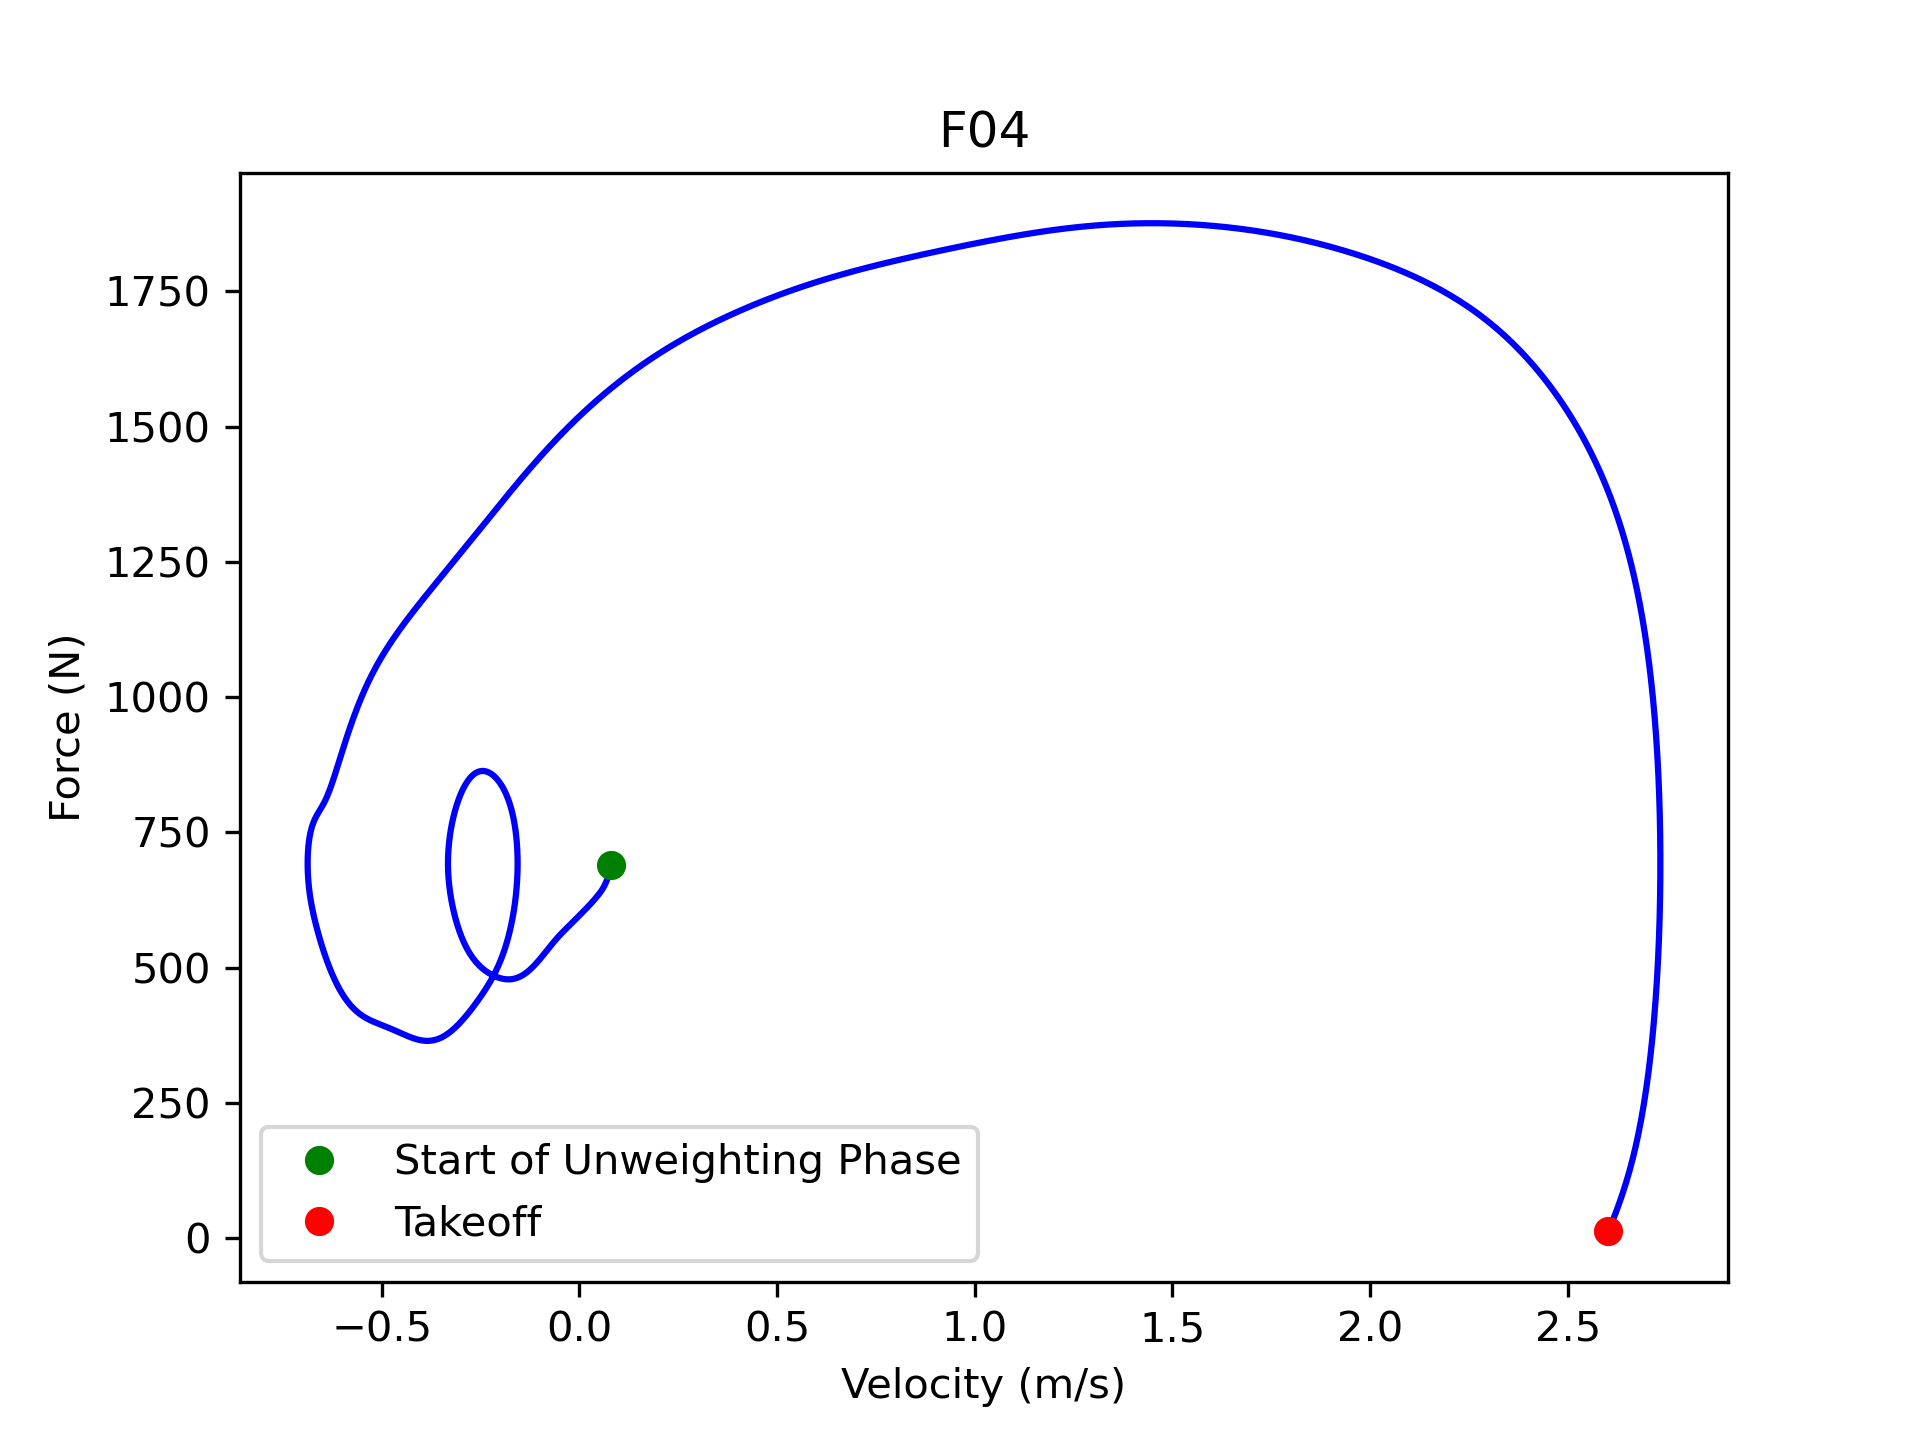 F04
Force (N)
1750
1500
1250
1000
750
500
250
0
Start of Unweighting Phase
Takeoff
−0.5 0.0 0.5 1.0 1.5 2.0 2.5
Velocity (m/s)